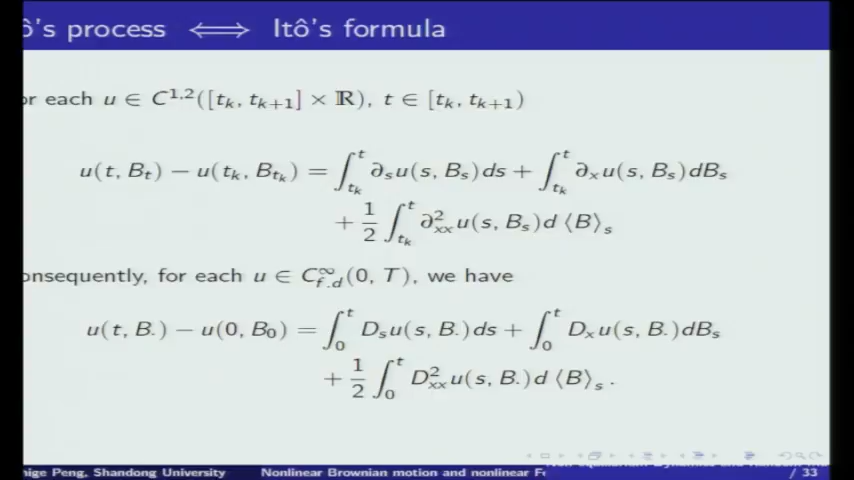 ô's process ⟺ Itô's formula
or each u ∈ C^{1,2}([t_k, t_{k+1}] × ℝ), t ∈ [t_k, t_{k+1})
u(t, B_t) − u(t_k, B_{t_k}) = ∫_{t_k}^t ∂_s u(s, B_s)ds + ∫_{t_k}^t ∂_x u(s, B_s)dB_s
+ 1/2 ∫_{t_k}^t ∂²_{xx} u(s, B_s)d ⟨B⟩_s
onsequently, for each u ∈ C^∞_{f.d}(0, T), we have
u(t, B.) − u(0, B_0) = ∫_0^t D_s u(s, B.)ds + ∫_0^t D_x u(s, B.)dB_s
+ 1/2 ∫_0^t D²_{xx} u(s, B.)d ⟨B⟩_s .
nige Peng, Shandong University Nonlinear Brownian motion and nonlinear F / 33